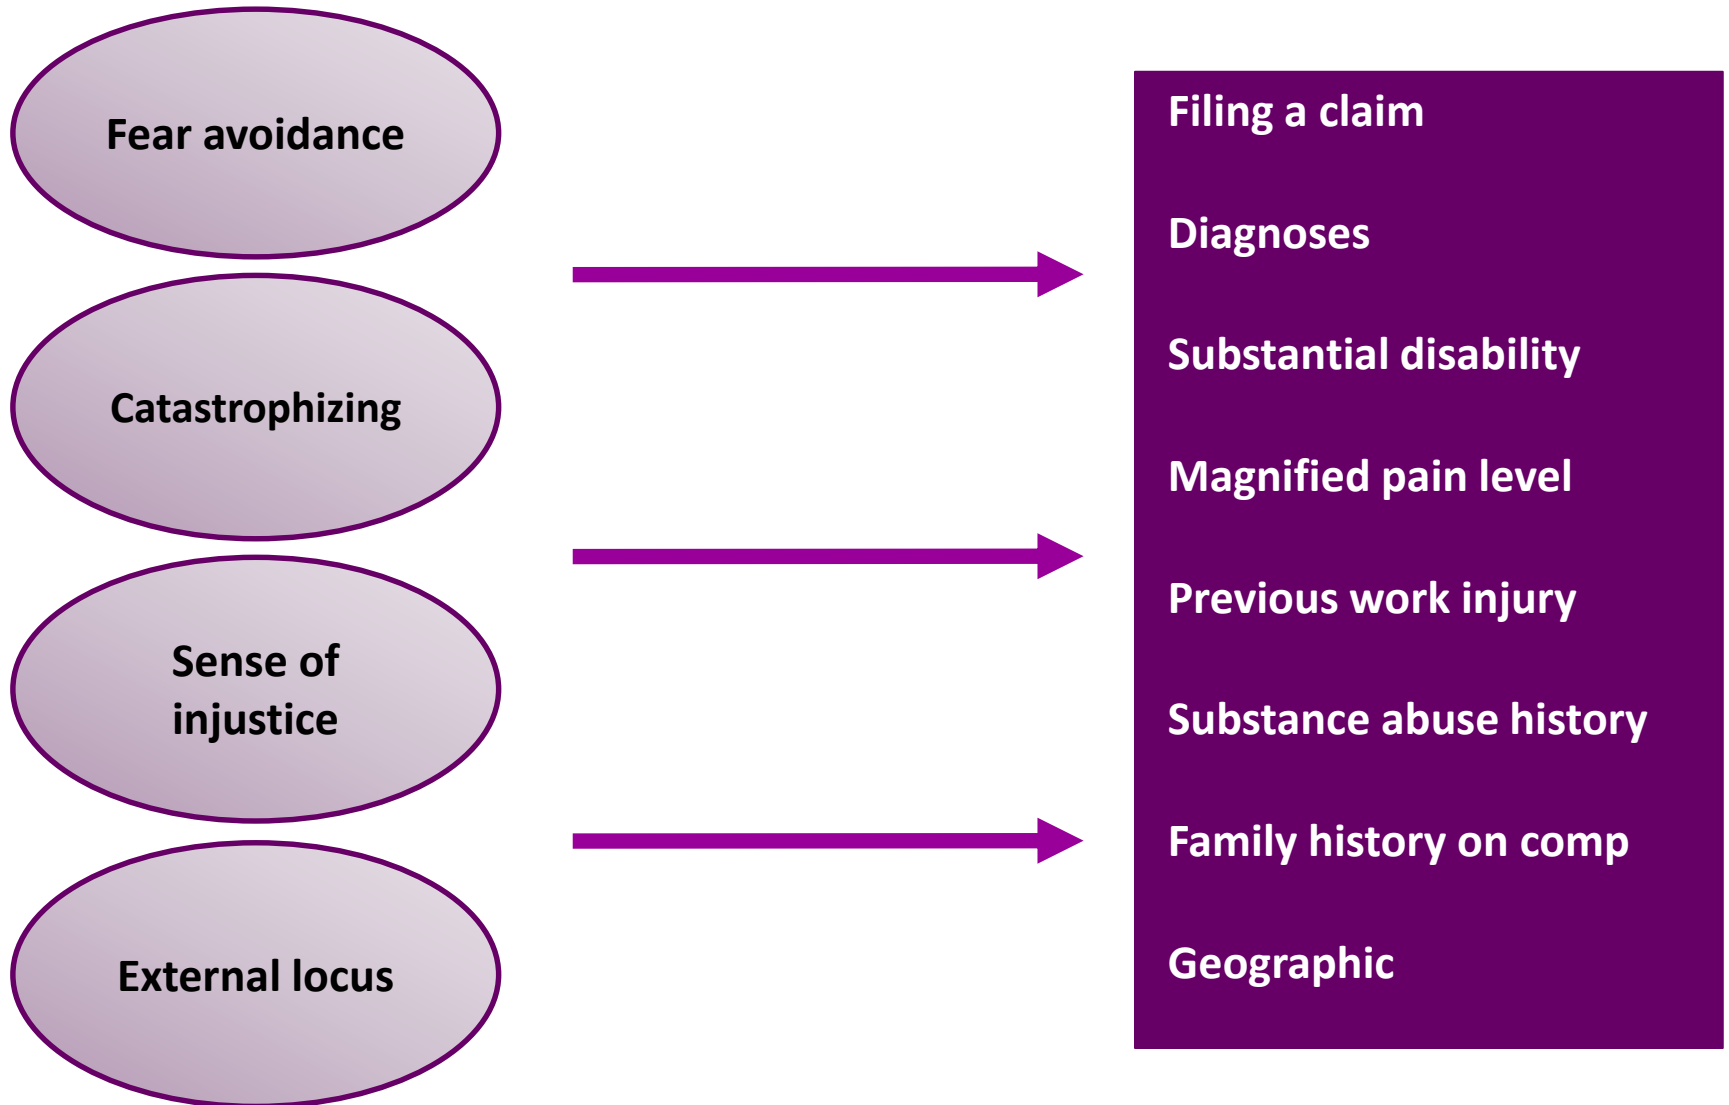 Fear avoidance
Catastrophizing
Sense of
injustice
External locus
Filing a claim
Diagnoses
Substantial disability
Magnified pain level
Previous work injury
Substance abuse history
Family history on comp
Geographic